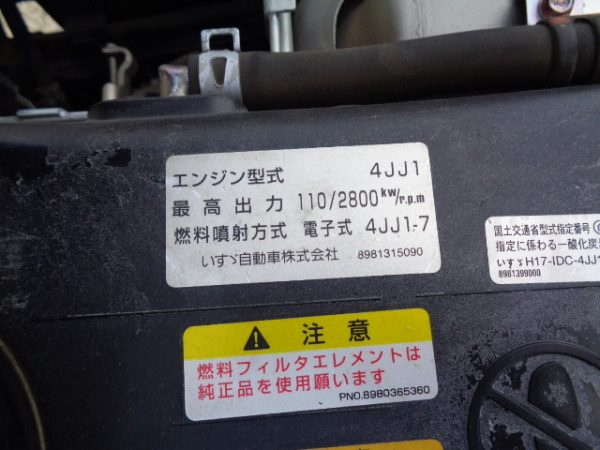 エンジン型式 4JJ1
最高出力 110/2800 kw/r.p.m
燃料噴射方式 電子式 4JJ1-7
いすゞ自動車株式会社 8981315090
国土交通省型式指定番号
指定に係わる一酸化炭
いすゞH17-IDC-4JJ1
8981399000
注意
燃料フィルタエレメントは
純正品を使用願います
PNO.8980365360